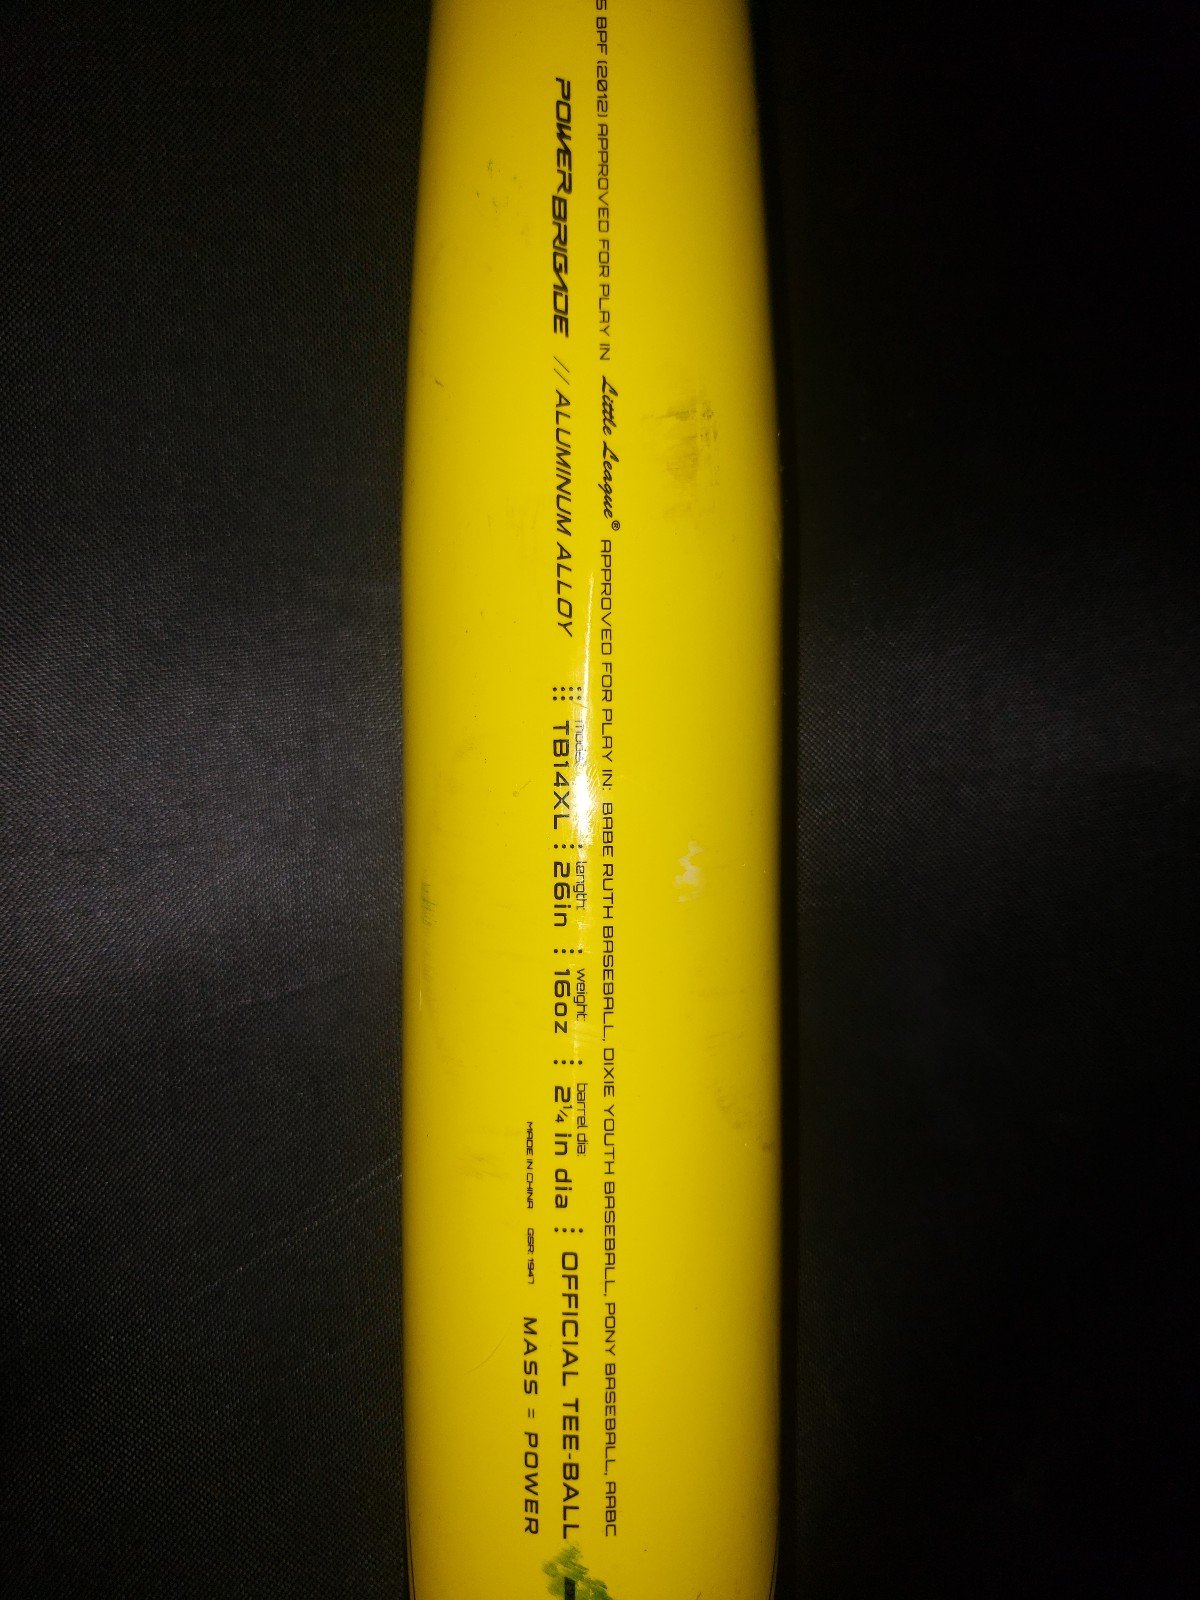 BPF (2012) APPROVED FOR PLAY IN Little League® APPROVED FOR PLAY IN: BABE RUTH BASEBALL, DIXIE YOUTH BASEBALL, PONY BASEBALL, AABC
model: length: weight: barrel dia:
POWERBRIGADE // ALUMINUM ALLOY TB14XL 26in 16oz 2¼ in dia OFFICIAL TEE-BALL
MADE IN CHINA GSR 1947 MASS = POWER